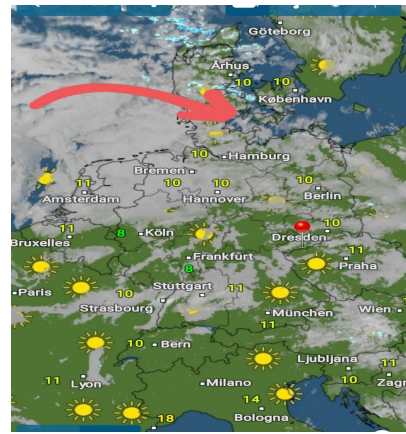 Göteborg
Århus
10
10
København
10
Hamburg
Bremen
11
10
10
10
Amsterdam
Hannover
Berlin
11
8
Köln
10
Bruxelles
Dresden
11
Frankfurt
Praha
8
Paris
10
Stuttgart
11
Strasbourg
München
Wien
11
10
Bern
Ljubljana
11
11
Lyon
Milano
10
Zagr
14
18
Bologna